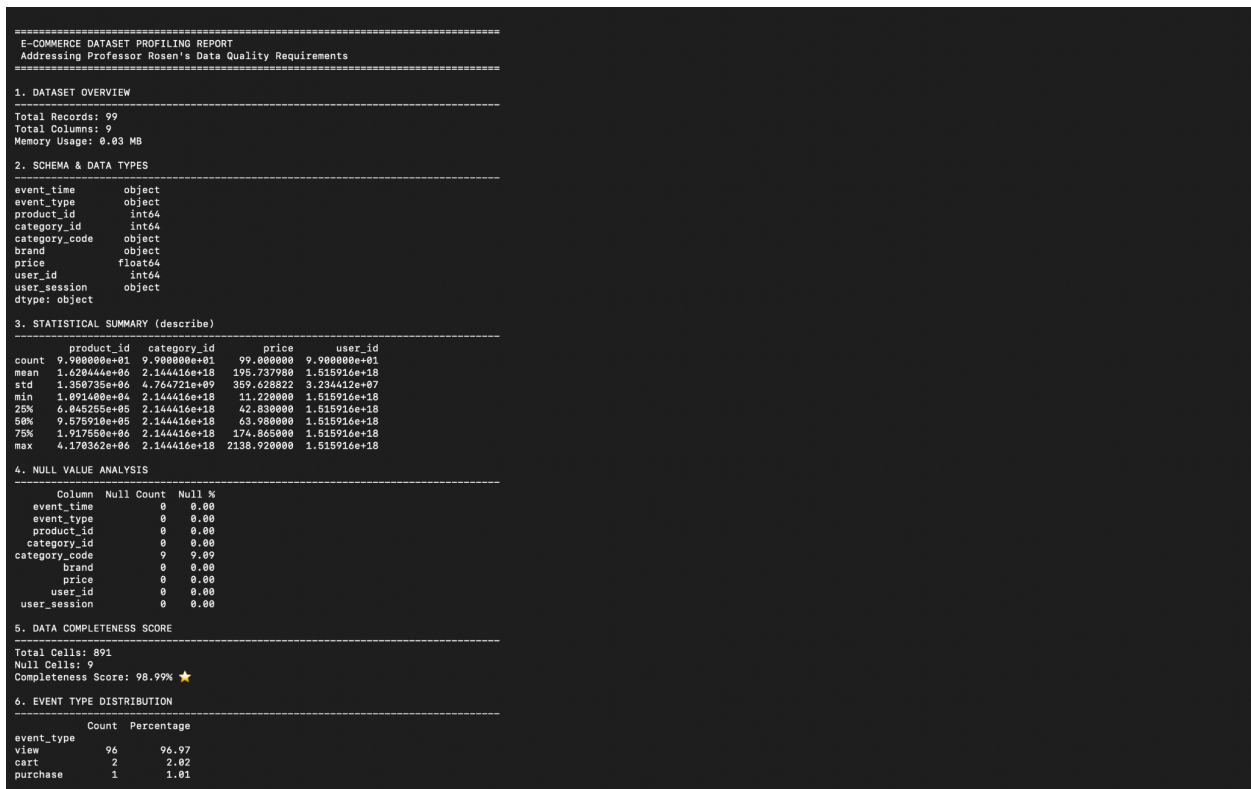 ================================================================================
E-COMMERCE DATASET PROFILING REPORT
Addressing Professor Rosen's Data Quality Requirements
================================================================================
1. DATASET OVERVIEW
--------------------------------------------------------------------------------
Total Records: 99
Total Columns: 9
Memory Usage: 0.03 MB
2. SCHEMA & DATA TYPES
--------------------------------------------------------------------------------
event_time object
event_type object
product_id int64
category_id int64
category_code object
brand object
price float64
user_id int64
user_session object
dtype: object
3. STATISTICAL SUMMARY (describe)
--------------------------------------------------------------------------------
product_id category_id price user_id
count 9.900000e+01 9.900000e+01 99.000000 9.900000e+01
mean 1.620444e+06 2.144416e+18 195.737980 1.515916e+18
std 1.350735e+06 4.764721e+09 359.628822 3.234412e+07
min 1.091400e+04 2.144416e+18 11.220000 1.515916e+18
25% 6.045255e+05 2.144416e+18 42.830000 1.515916e+18
50% 9.575910e+05 2.144416e+18 63.980000 1.515916e+18
75% 1.917550e+06 2.144416e+18 174.865000 1.515916e+18
max 4.170362e+06 2.144416e+18 2138.920000 1.515916e+18
4. NULL VALUE ANALYSIS
--------------------------------------------------------------------------------
Column Null Count Null %
event_time 0 0.00
event_type 0 0.00
product_id 0 0.00
category_id 0 0.00
category_code 9 9.09
brand 0 0.00
price 0 0.00
user_id 0 0.00
user_session 0 0.00
5. DATA COMPLETENESS SCORE
--------------------------------------------------------------------------------
Total Cells: 891
Null Cells: 9
Completeness Score: 98.99% ⭐
6. EVENT TYPE DISTRIBUTION
--------------------------------------------------------------------------------
Count Percentage
event_type
view 96 96.97
cart 2 2.02
purchase 1 1.01